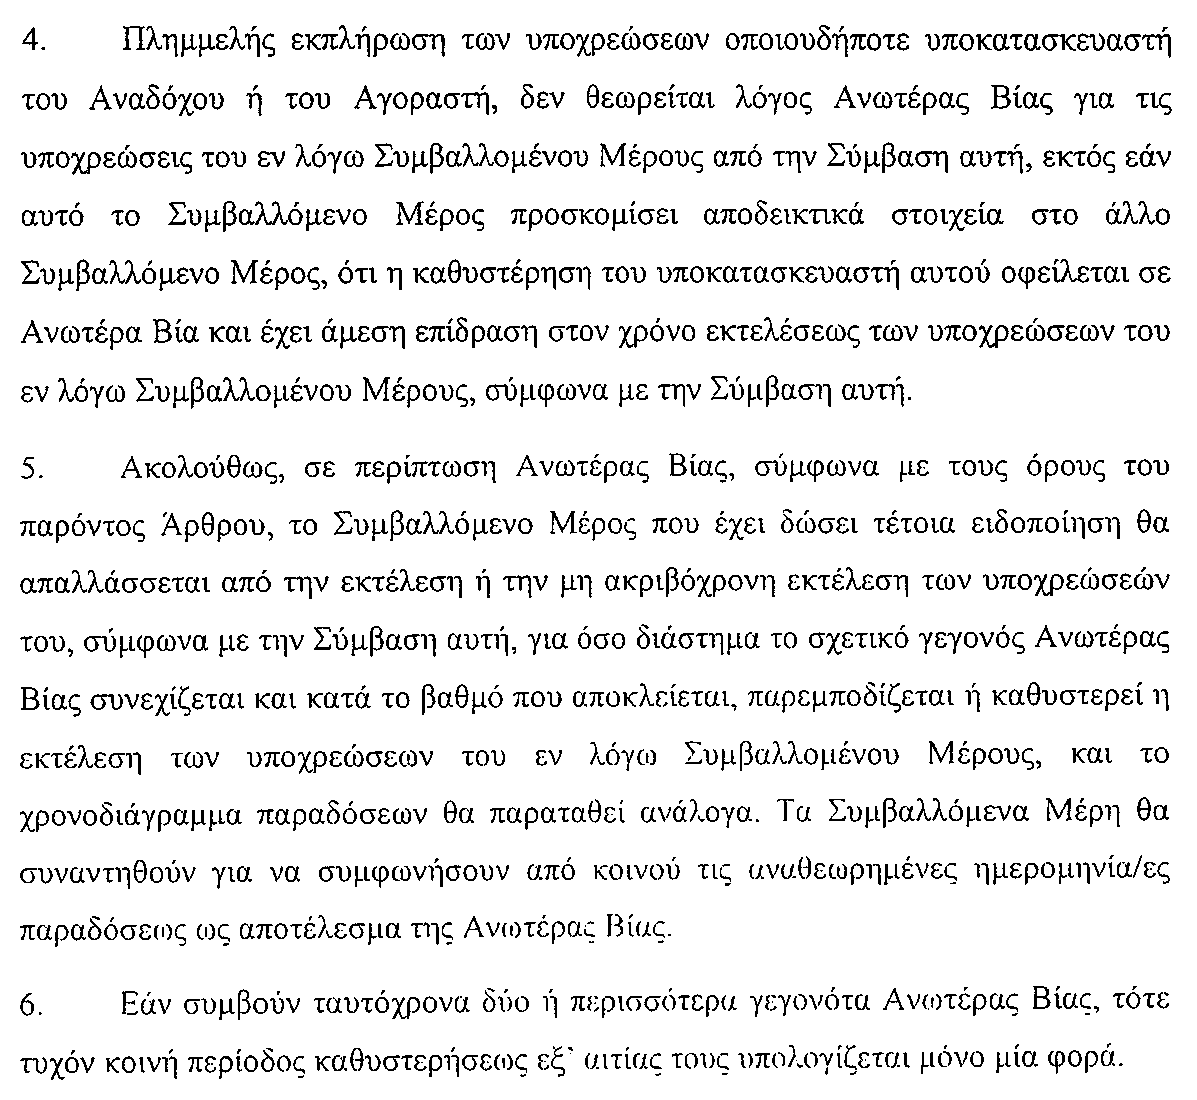 4. Πλημμελής εκπλήρωση των υποχρεώσεων οποιουδήποτε υποκατασκευαστή
του Αναδόχου ή του Αγοραστή, δεν θεωρείται λόγος Ανωτέρας Βίας για τις
υποχρεώσεις του εν λόγω Συμβαλλομένου Μέρους από την Σύμβαση αυτή, εκτός εάν
αυτό το Συμβαλλόμενο Μέρος προσκομίσει αποδεικτικά στοιχεία στο άλλο
Συμβαλλόμενο Μέρος, ότι η καθυστέρηση του υποκατασκευαστή αυτού οφείλεται σε
Ανωτέρα Βία και έχει άμεση επίδραση στον χρόνο εκτελέσεως των υποχρεώσεων του
εν λόγω Συμβαλλομένου Μέρους, σύμφωνα με την Σύμβαση αυτή.
5. Ακολούθως, σε περίπτωση Ανωτέρας Βίας, σύμφωνα με τους όρους του
παρόντος Άρθρου, το Συμβαλλόμενο Μέρος που έχει δώσει τέτοια ειδοποίηση θα
απαλλάσσεται από την εκτέλεση ή την μη ακριβόχρονη εκτέλεση των υποχρεώσεών
του, σύμφωνα με την Σύμβαση αυτή, για όσο διάστημα το σχετικό γεγονός Ανωτέρας
Βίας συνεχίζεται και κατά το βαθμό που αποκλείεται, παρεμποδίζεται ή καθυστερεί η
εκτέλεση των υποχρεώσεων του εν λόγω Συμβαλλομένου Μέρους, και το
χρονοδιάγραμμα παραδόσεων θα παραταθεί ανάλογα. Τα Συμβαλλόμενα Μέρη θα
συναντηθούν για να συμφωνήσουν από κοινού τις αναθεωρημένες ημερομηνία/ες
παραδόσεως ως αποτέλεσμα της Ανωτέρας Βίας.
6. Εάν συμβούν ταυτόχρονα δύο ή περισσότερα γεγονότα Ανωτέρας Βίας, τότε
τυχόν κοινή περίοδος καθυστερήσεως εξ' αιτίας τους υπολογίζεται μόνο μία φορά.